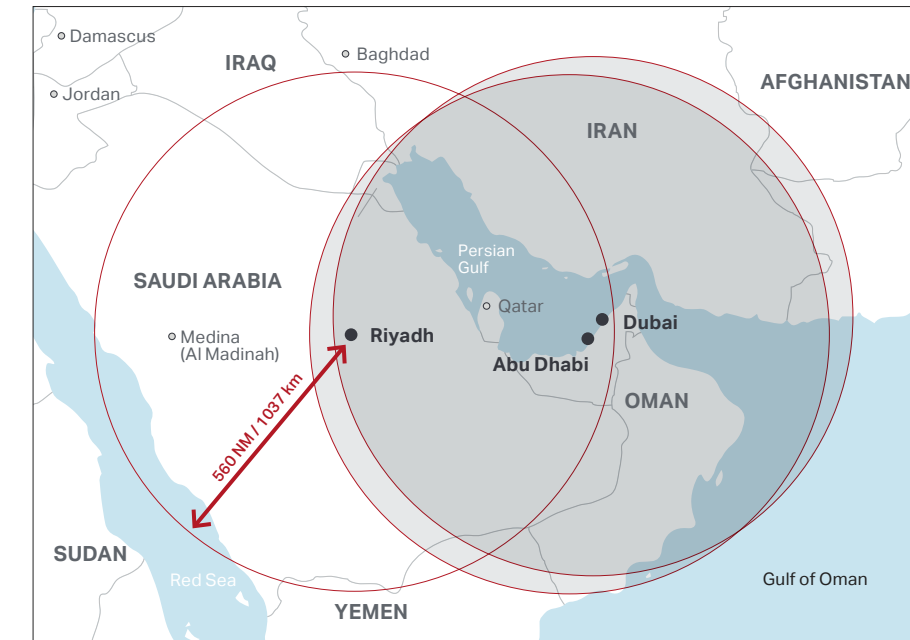 Damascus
IRAQ
Baghdad
Jordan
AFGHANISTAN
IRAN
Persian
Gulf
SAUDI ARABIA
Qatar
Medina
(Al Madinah)
Riyadh
Dubai
Abu Dhabi
560 NM / 1037 km
OMAN
SUDAN
Red Sea
Gulf of Oman
YEMEN